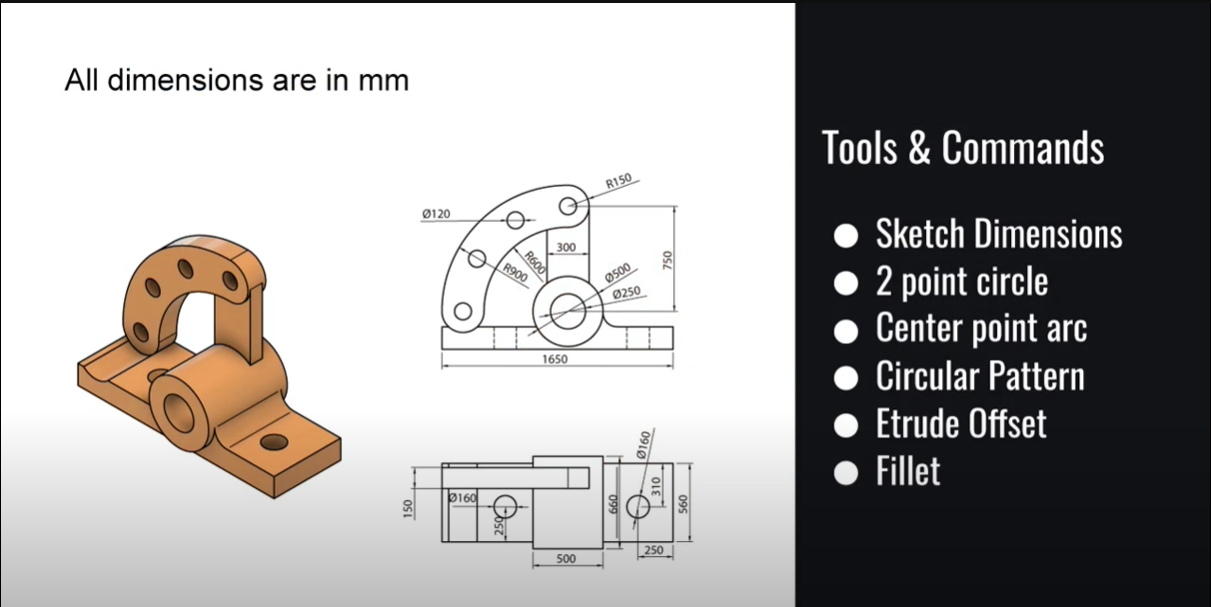 All dimensions are in mm
R150
Ø120
300
R600
R900
Ø500
Ø250
750
1650
Ø160
150
Ø160
250
660
310
560
250
500
Tools & Commands
Sketch Dimensions
2 point circle
Center point arc
Circular Pattern
Etrude Offset
Fillet